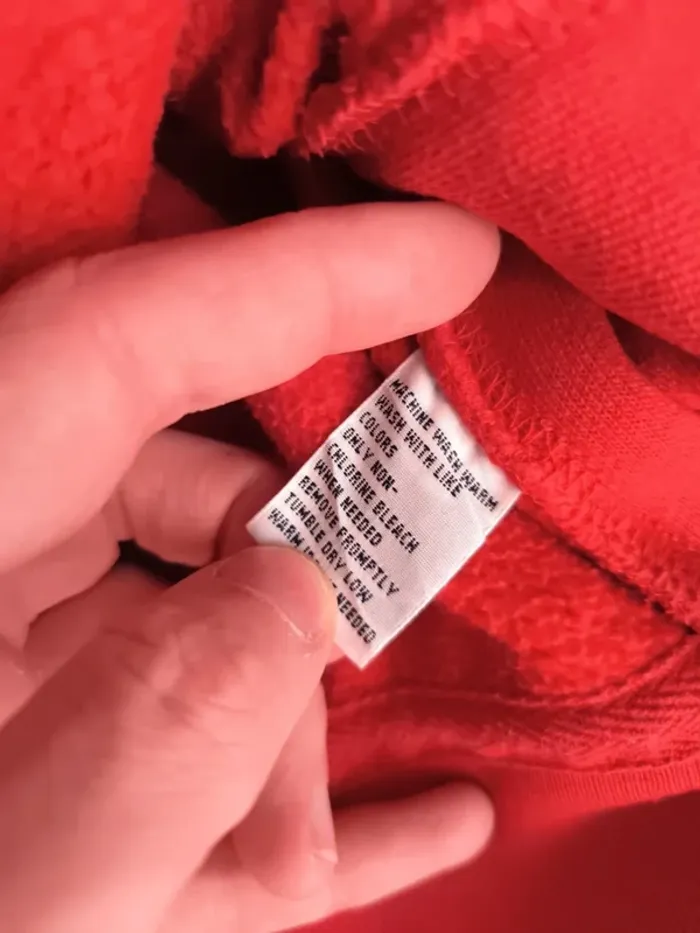 MACHINE WASH WARM
WASH WITH LIKE
COLORS
ONLY NON-
CHLORINE BLEACH
WHEN NEEDED
REMOVE PROMPTLY
TUMBLE DRY LOW
WARM NEEDED